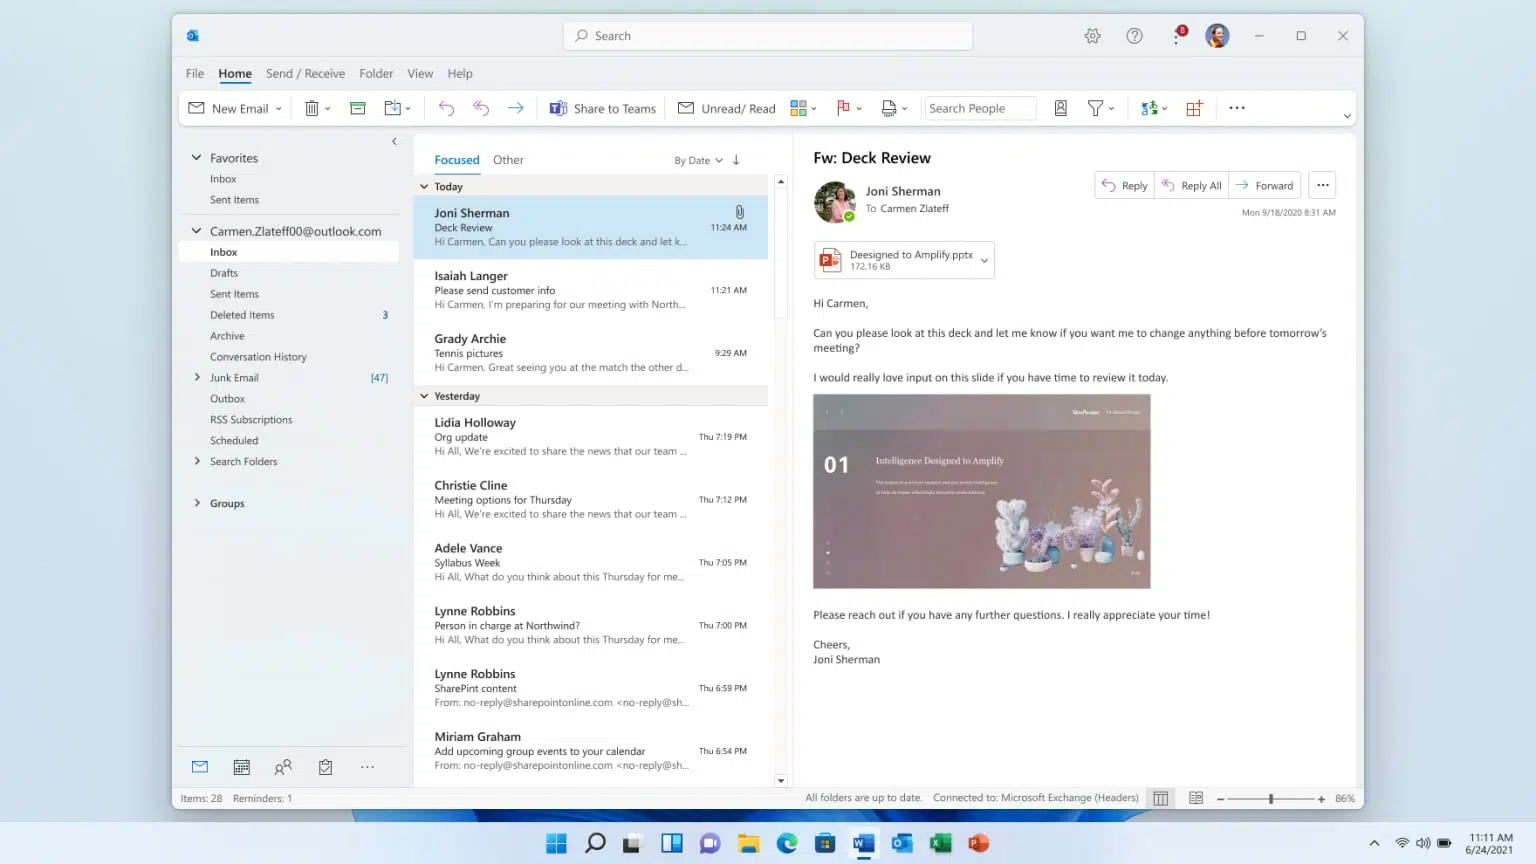 Search
8
File Home Send / Receive Folder View Help
New Email
Share to Teams
Unread/ Read
Search People
Favorites
Inbox
Sent Items
Carmen.Zlateff00@outlook.com
Inbox
Drafts
Sent Items
Deleted Items 3
Archive
Conversation History
Junk Email [47]
Outbox
RSS Subscriptions
Scheduled
Search Folders
Groups
Items: 28 Reminders: 1
Focused Other By Date
Today
Joni Sherman
Deck Review 11:24 AM
Hi Carmen, Can you please look at this deck and let k...
Isaiah Langer
Please send customer info 11:21 AM
Hi Carmen, I'm preparing for our meeting with North...
Grady Archie
Tennis pictures 9:29 AM
Hi Carmen, Great seeing you at the match the other d...
Yesterday
Lidia Holloway
Org update Thu 7:19 PM
Hi All, We're excited to share the news that our team ...
Christie Cline
Meeting options for Thursday Thu 7:12 PM
Hi All, We're excited to share the news that our team ...
Adele Vance
Syllabus Week Thu 7:05 PM
Hi All, What do you think about this Thursday for me...
Lynne Robbins
Person in charge at Northwind? Thu 7:00 PM
Hi All, What do you think about this Thursday for me...
Lynne Robbins
SharePint content Thu 6:59 PM
From: no-reply@sharepointonline.com <no-reply@sh...
Miriam Graham
Add upcoming group events to your calendar Thu 6:54 PM
From: no-reply@sharepointonline.com <no-reply@sh...
Fw: Deck Review
Joni Sherman
To Carmen Zlateff
Reply Reply All Forward
Mon 9/18/2020 8:31 AM
Deesigned to Amplify.pptx
172.16 KB
Hi Carmen,
Can you please look at this deck and let me know if you want me to change anything before tomorrow's
meeting?
I would really love input on this slide if you have time to review it today.
01
Intelligence Designed to Amplify
Please reach out if you have any further questions. I really appreciate your time!
Cheers,
Joni Sherman
All folders are up to date. Connected to: Microsoft Exchange (Headers) 86%
11:11 AM
6/24/2021